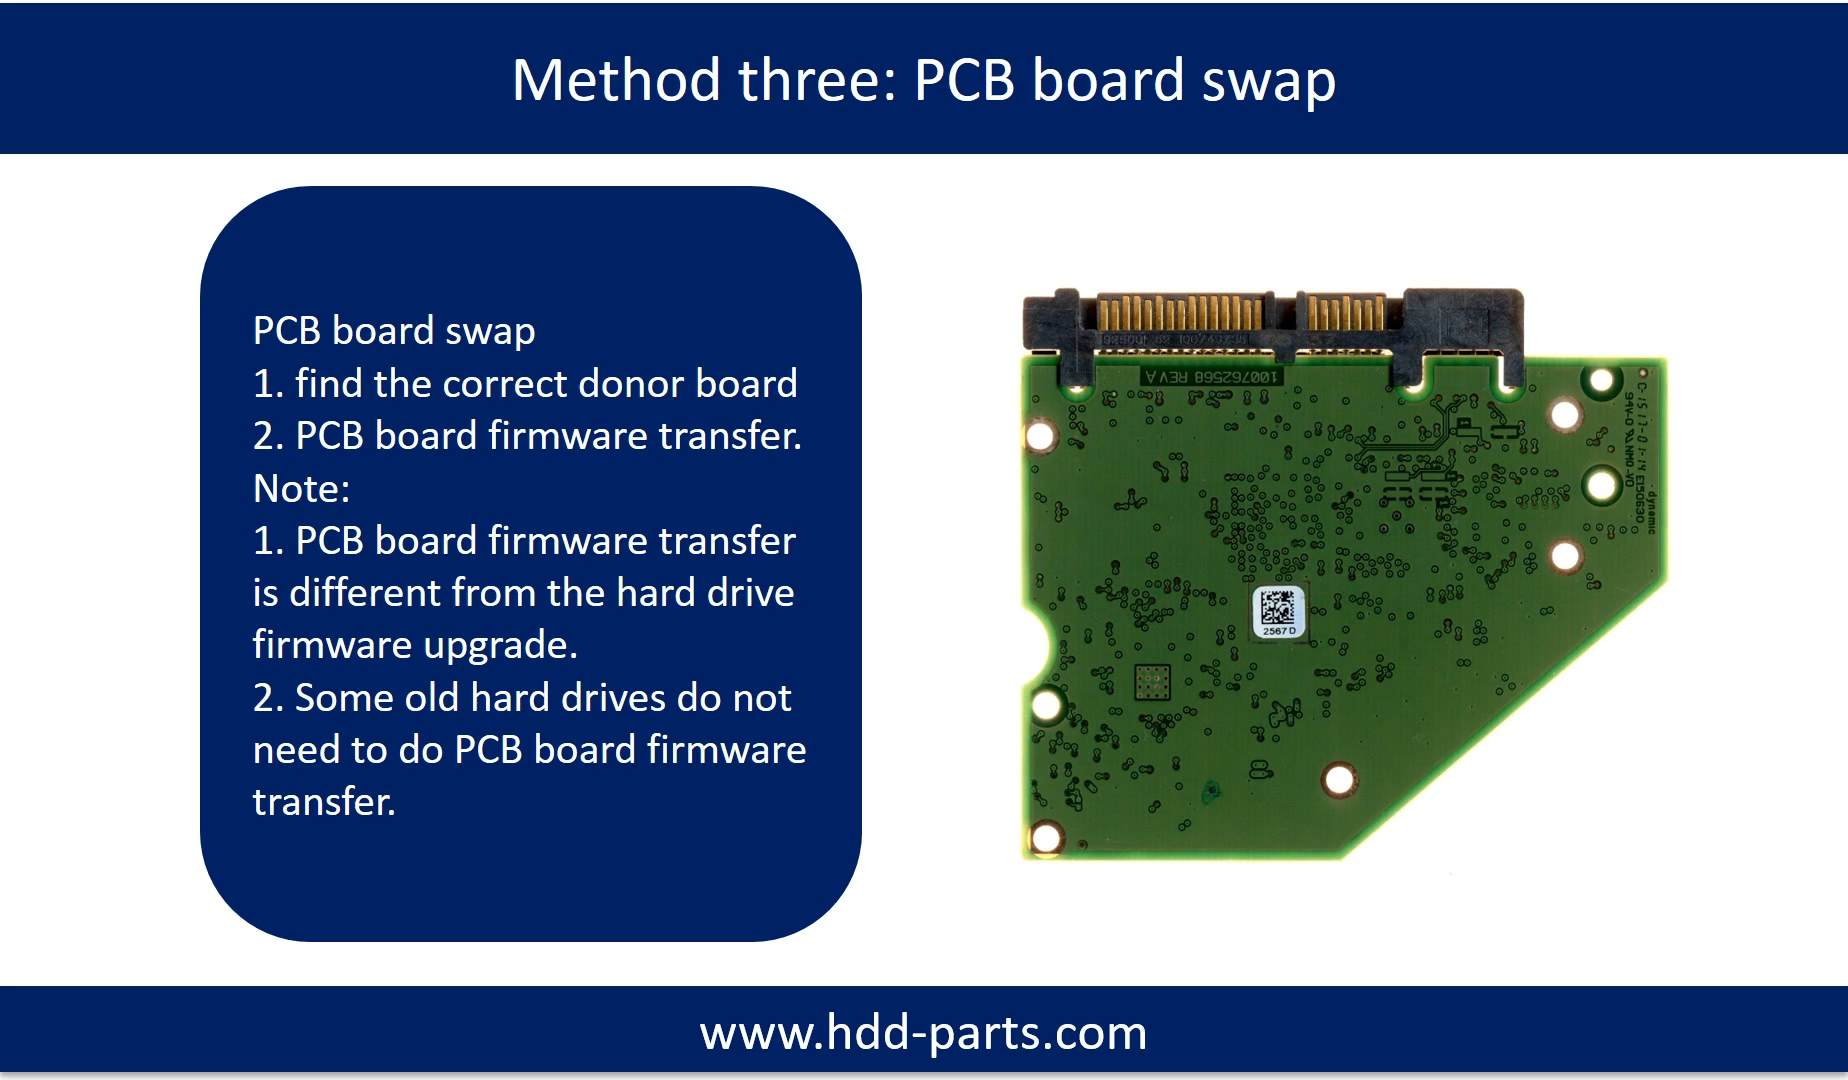 Method three: PCB board swap
PCB board swap
1. find the correct donor board
2. PCB board firmware transfer.
Note:
1. PCB board firmware transfer
is different from the hard drive
firmware upgrade.
2. Some old hard drives do not
need to do PCB board firmware
transfer.
100762568 REV A
2567 D
dynamic
www.hdd-parts.com